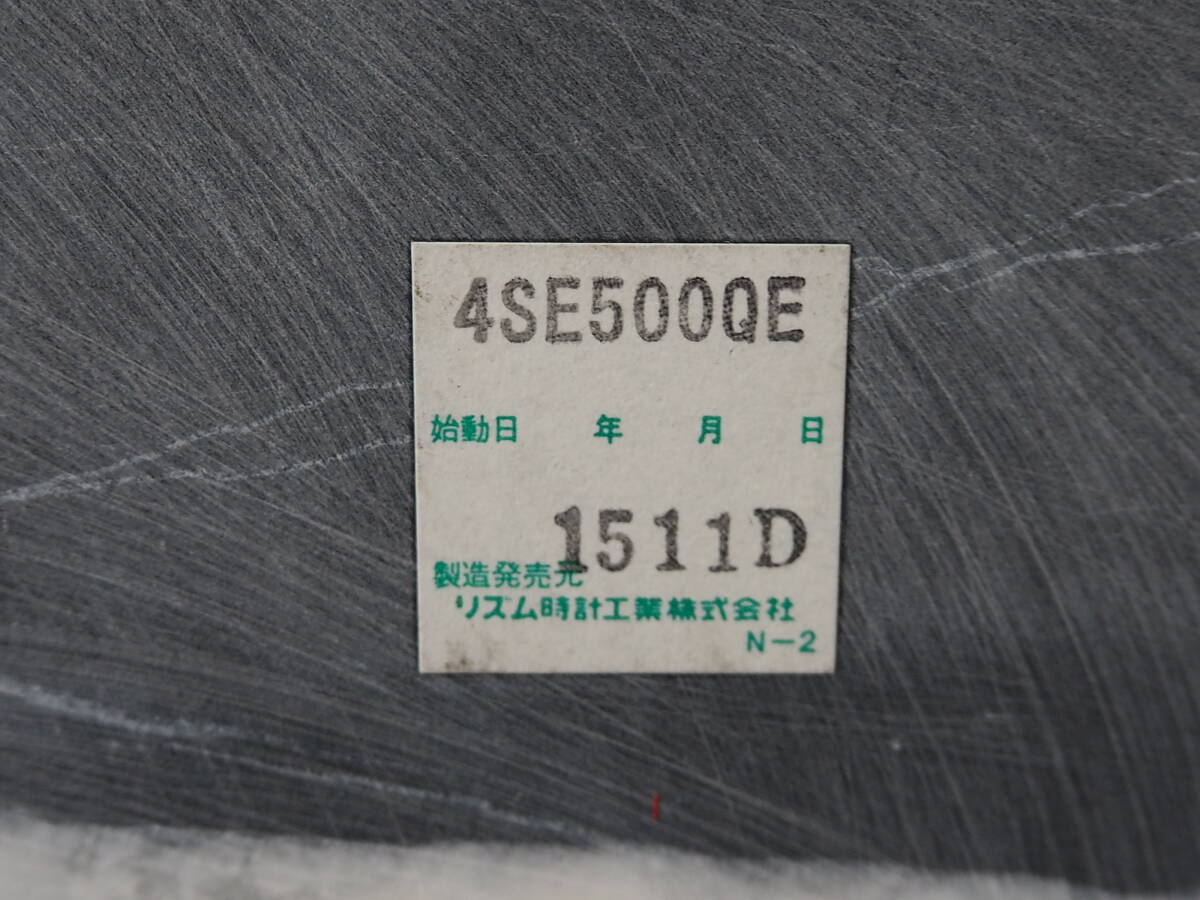 4SE500QE
始動日 年 月 日
1511D
製造発売元
リズム時計工業株式会社
N-2